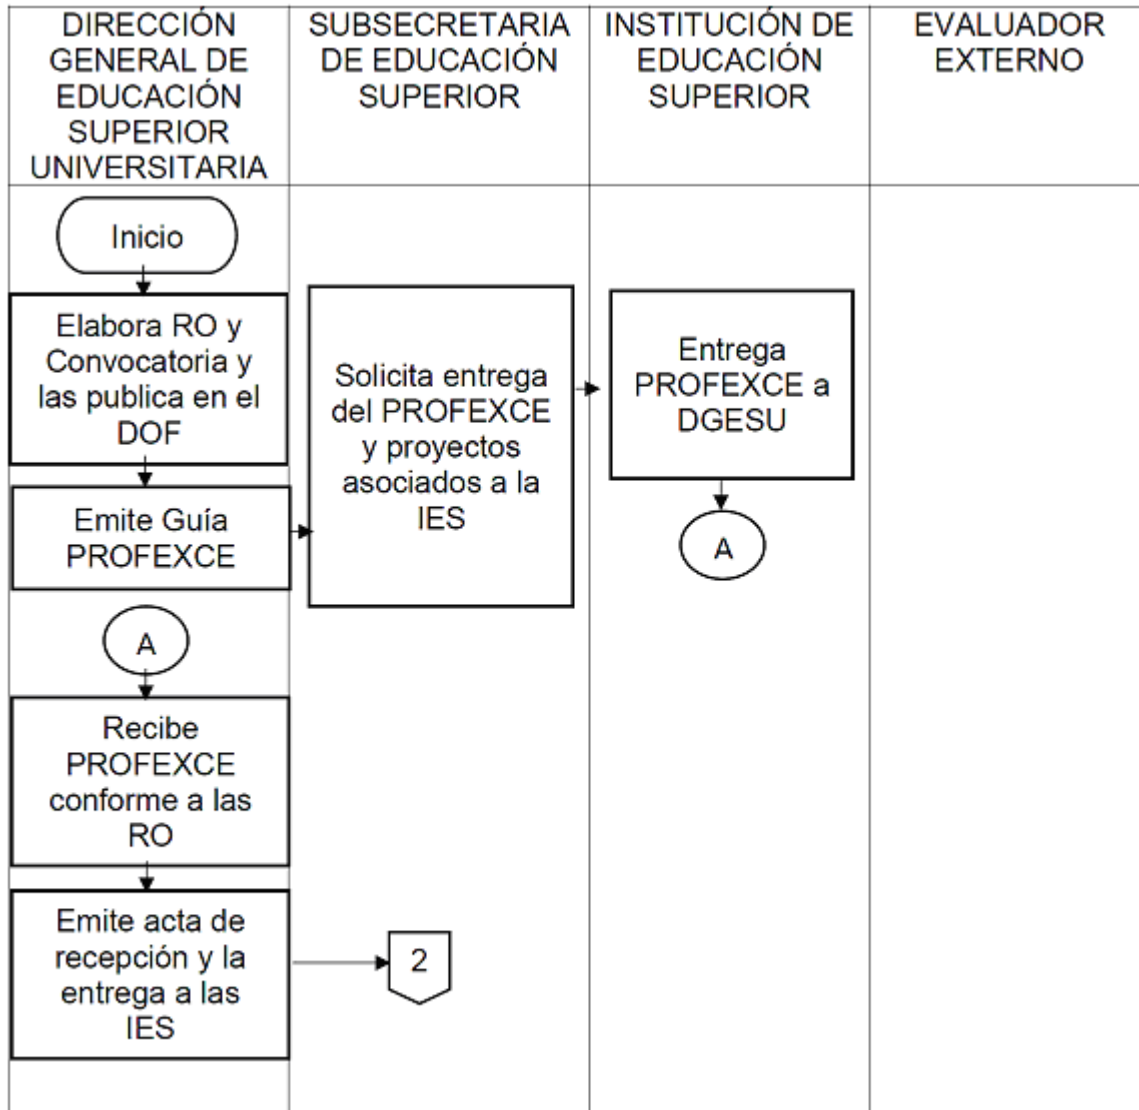 DIRECCIÓN
GENERAL DE
EDUCACIÓN
SUPERIOR
UNIVERSITARIA
SUBSECRETARIA
DE EDUCACIÓN
SUPERIOR
INSTITUCIÓN DE
EDUCACIÓN
SUPERIOR
EVALUADOR
EXTERNO
Inicio
Elabora RO y
Convocatoria y
las publica en el
DOF
Emite Guía
PROFEXCE
Solicita entrega
del PROFEXCE
y proyectos
asociados a la
IES
Entrega
PROFEXCE a
DGESU
A
A
Recibe
PROFEXCE
conforme a las
RO
Emite acta de
recepción y la
entrega a las
IES
2